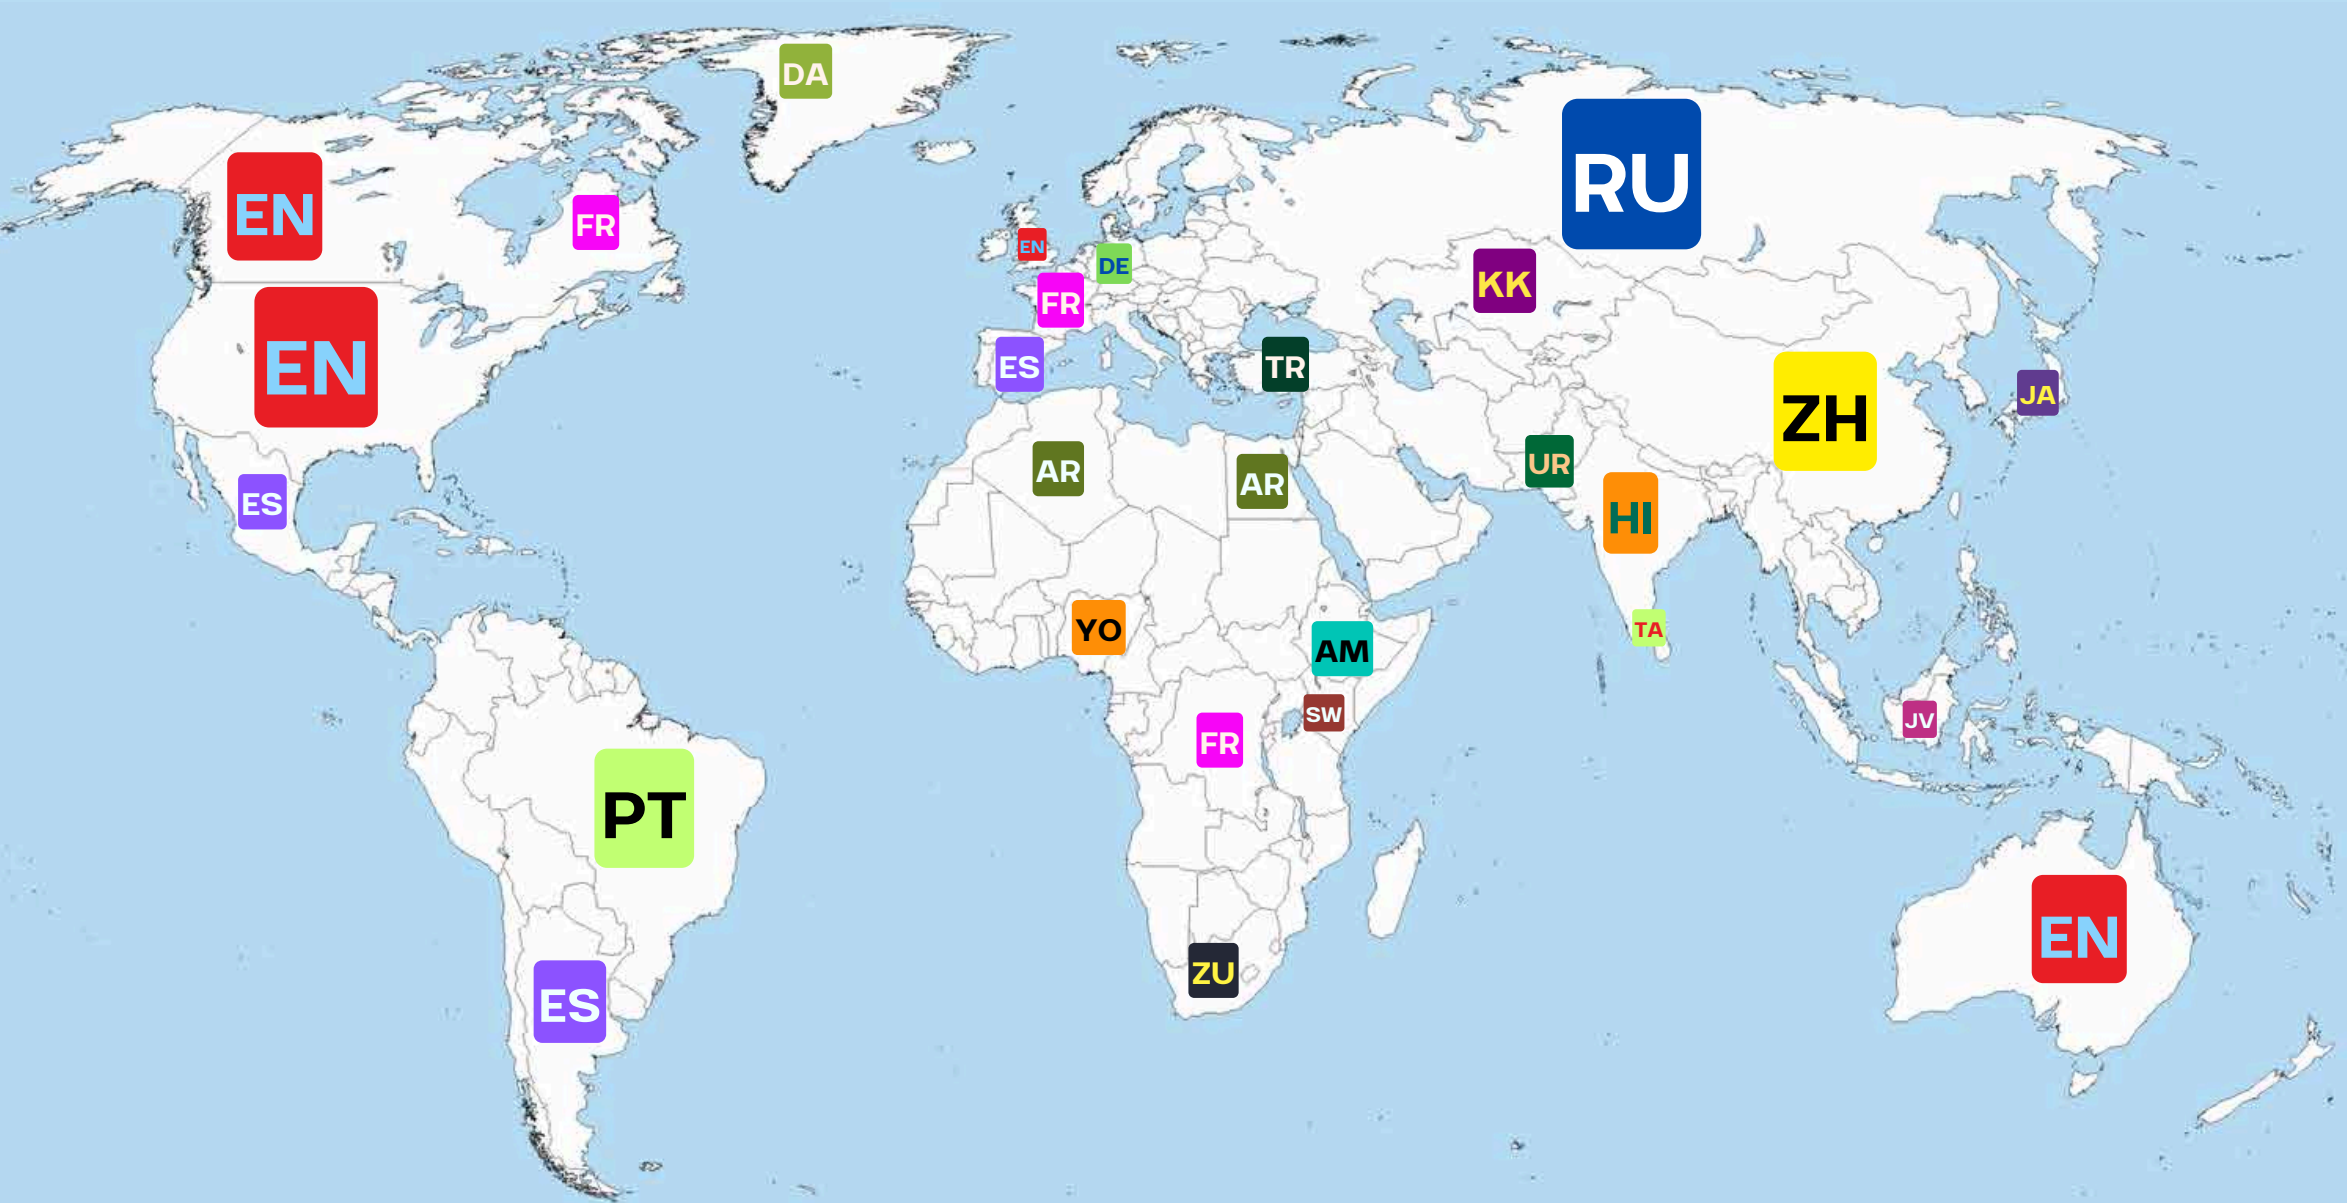 DA
EN
FR
RU
EN
DE
FR
KK
EN
ES
TR
ZH
JA
ES
AR
AR
UR
HI
YO
AM
TA
SW
FR
JV
PT
EN
ES
ZU